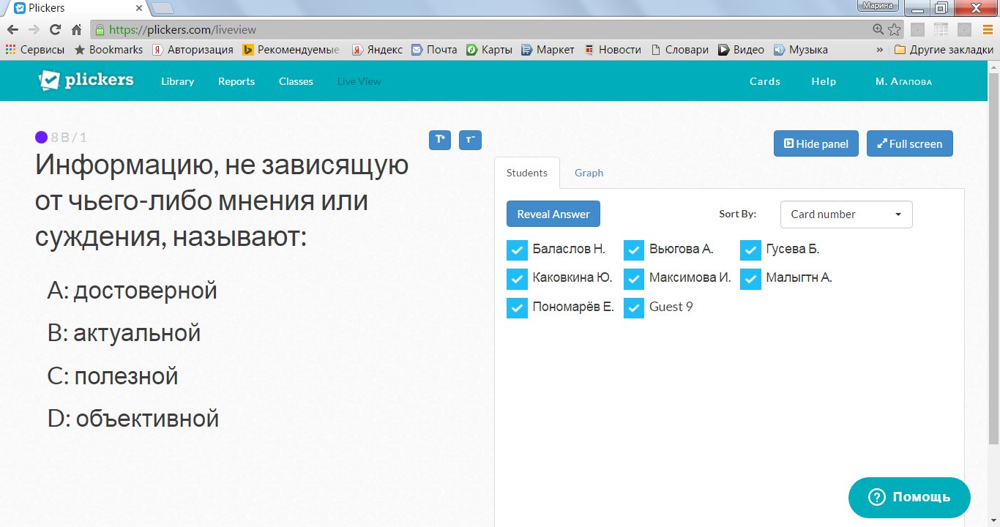 Plickers
Марина
https://plickers.com/liveview
Сервисы Bookmarks Авторизация Рекомендуемые Яндекс Почта Карты Маркет Новости Словари Видео Музыка » Другие закладки
plickers Library Reports Classes Live View Cards Help М. Агапова
8 В / 1
T+ T-
Hide panel Full screen
Информацию, не зависящую
от чьего-либо мнения или
суждения, называют:
A: достоверной
B: актуальной
C: полезной
D: объективной
Students Graph
Reveal Answer Sort By: Card number
Баласлов Н. Вьюгова А. Гусева Б.
Каковкина Ю. Максимова И. Малыгтн А.
Пономарёв Е. Guest 9
Помощь